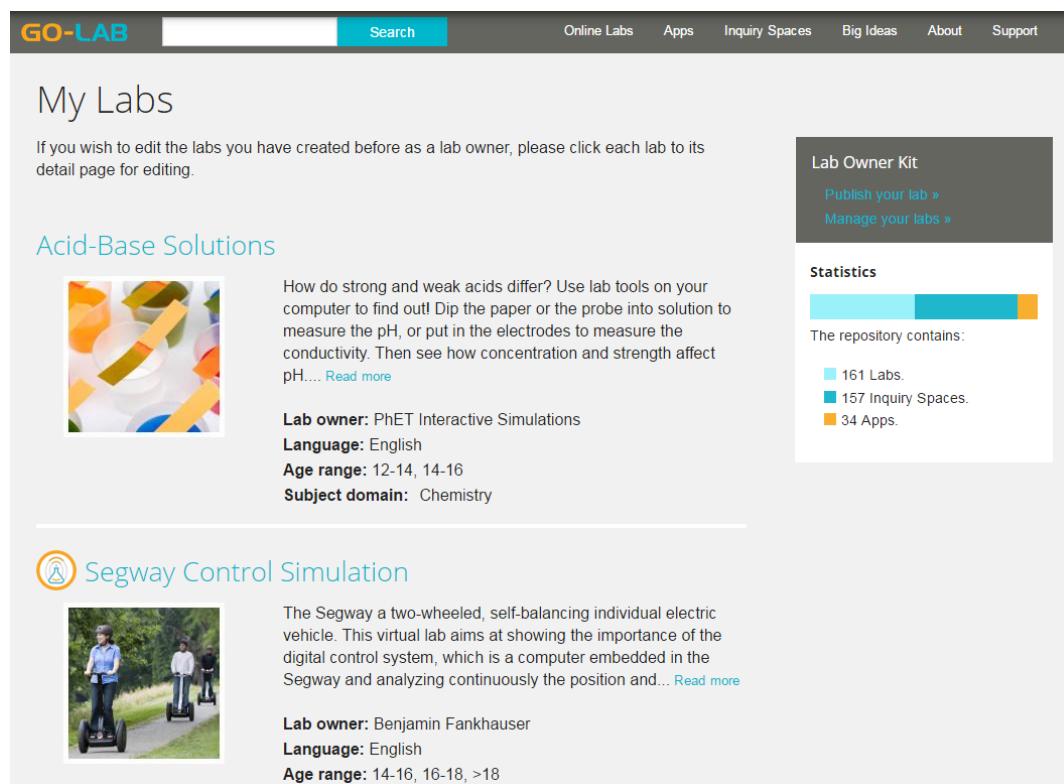 GO-LAB
Search
Online Labs
Apps
Inquiry Spaces
Big Ideas
About
Support
My Labs
If you wish to edit the labs you have created before as a lab owner, please click each lab to its
detail page for editing.
Acid-Base Solutions
How do strong and weak acids differ? Use lab tools on your
computer to find out! Dip the paper or the probe into solution to
measure the pH, or put in the electrodes to measure the
conductivity. Then see how concentration and strength affect
pH.... Read more
Lab owner: PhET Interactive Simulations
Language: English
Age range: 12-14, 14-16
Subject domain: Chemistry
Segway Control Simulation
The Segway a two-wheeled, self-balancing individual electric
vehicle. This virtual lab aims at showing the importance of the
digital control system, which is a computer embedded in the
Segway and analyzing continuously the position and... Read more
Lab owner: Benjamin Fankhauser
Language: English
Age range: 14-16, 16-18, >18
Lab Owner Kit
Publish your lab »
Manage your labs »
Statistics
The repository contains:
161 Labs.
157 Inquiry Spaces.
34 Apps.